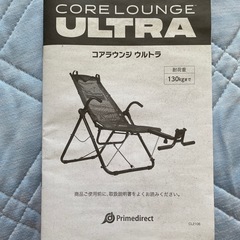 CORE LOUNGE
ULTRA
コアラウンジ ウルトラ
耐荷重
130kgまで
商品ご使用前に、取扱説明書をよくお読みください。
Primedirect